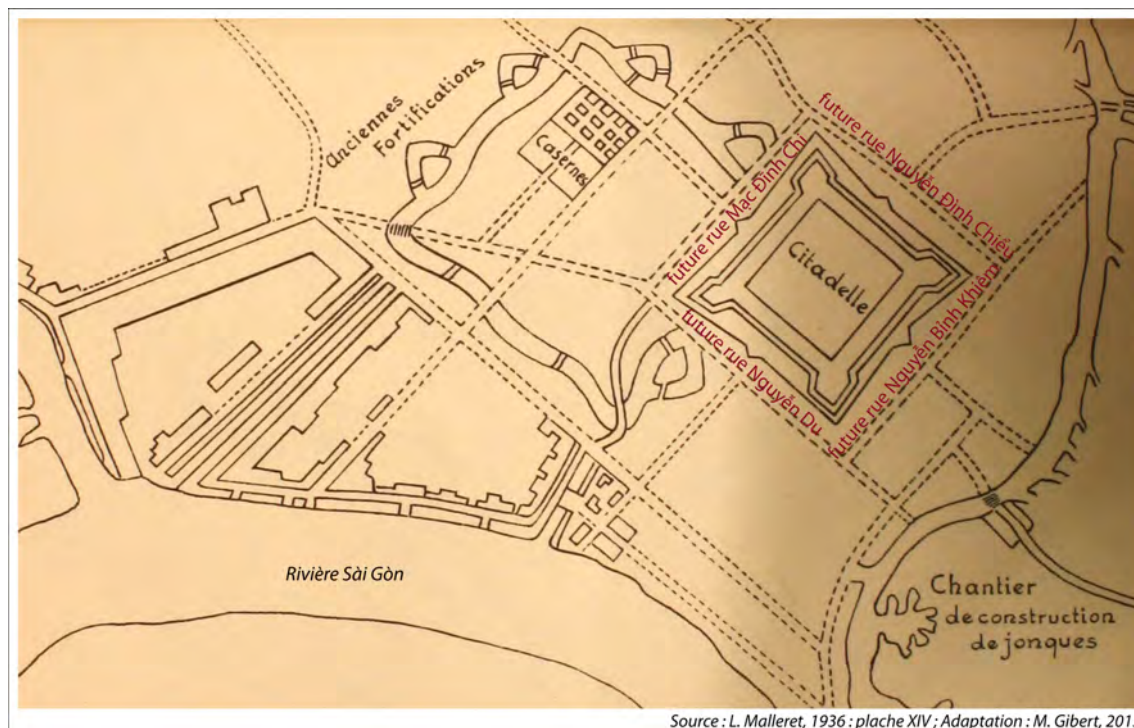 Anciennes
Fortifications
Casernes
future rue Mạc Đĩnh Chi
future rue Nguyễn Đình Chiểu
Citadelle
future rue Nguyễn Bỉnh Khiêm
future rue Nguyễn Du
Rivière Sài Gòn
Chantier
de construction
de jonques
Source : L. Malleret, 1936 : plache XIV ; Adaptation : M. Gibert, 201